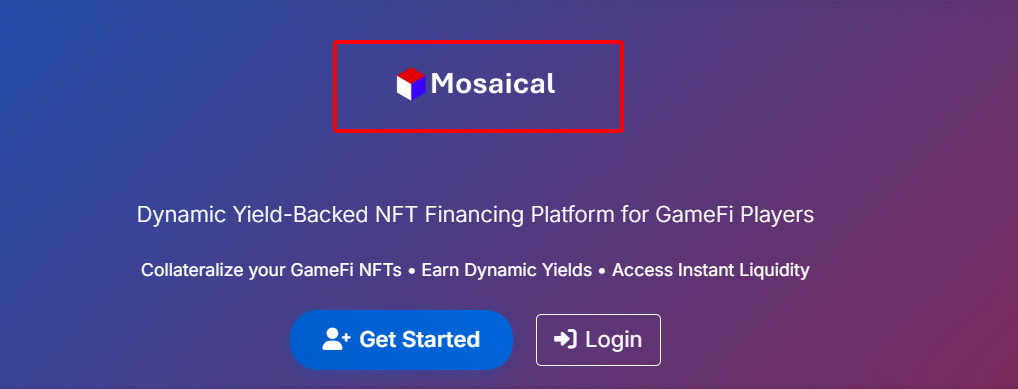 Mosaical
Dynamic Yield-Backed NFT Financing Platform for GameFi Players
Collateralize your GameFi NFTs • Earn Dynamic Yields • Access Instant Liquidity
Get Started Login